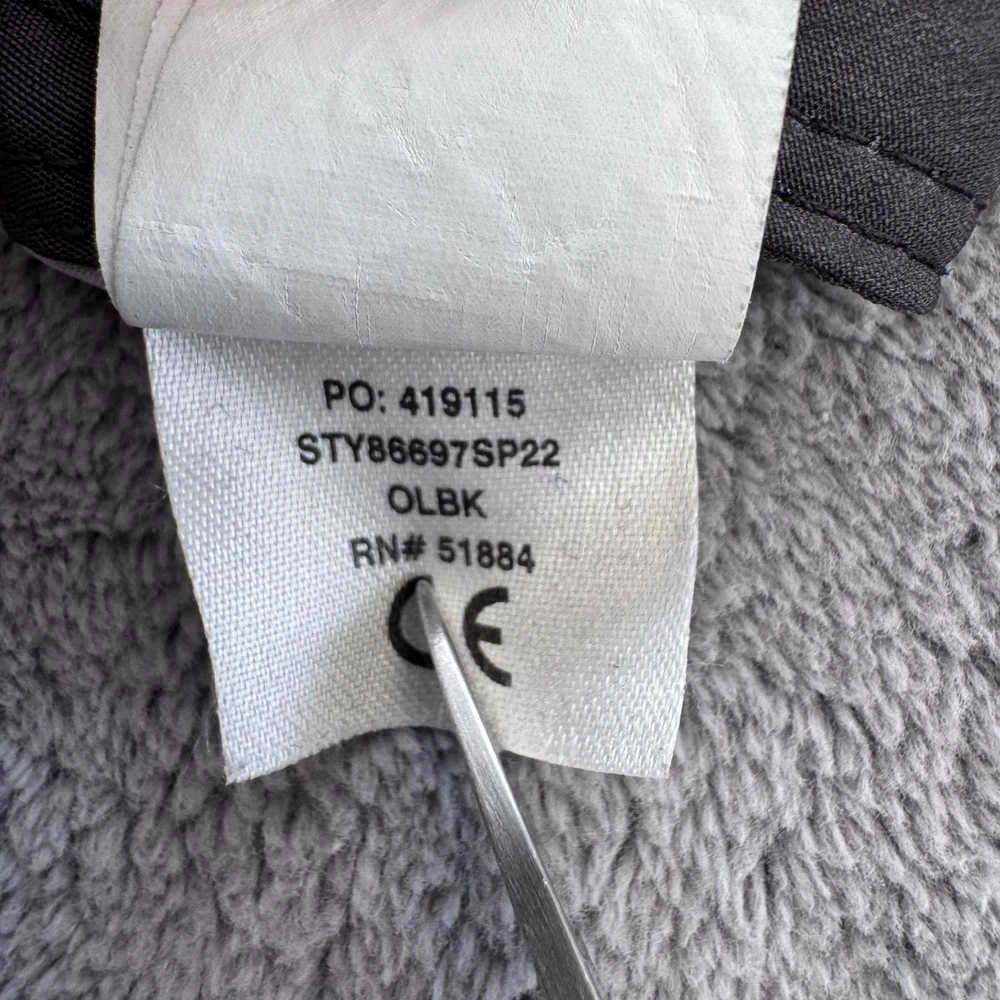 PO: 419115
STY86697SP22
OLBK
RN# 51884
CE